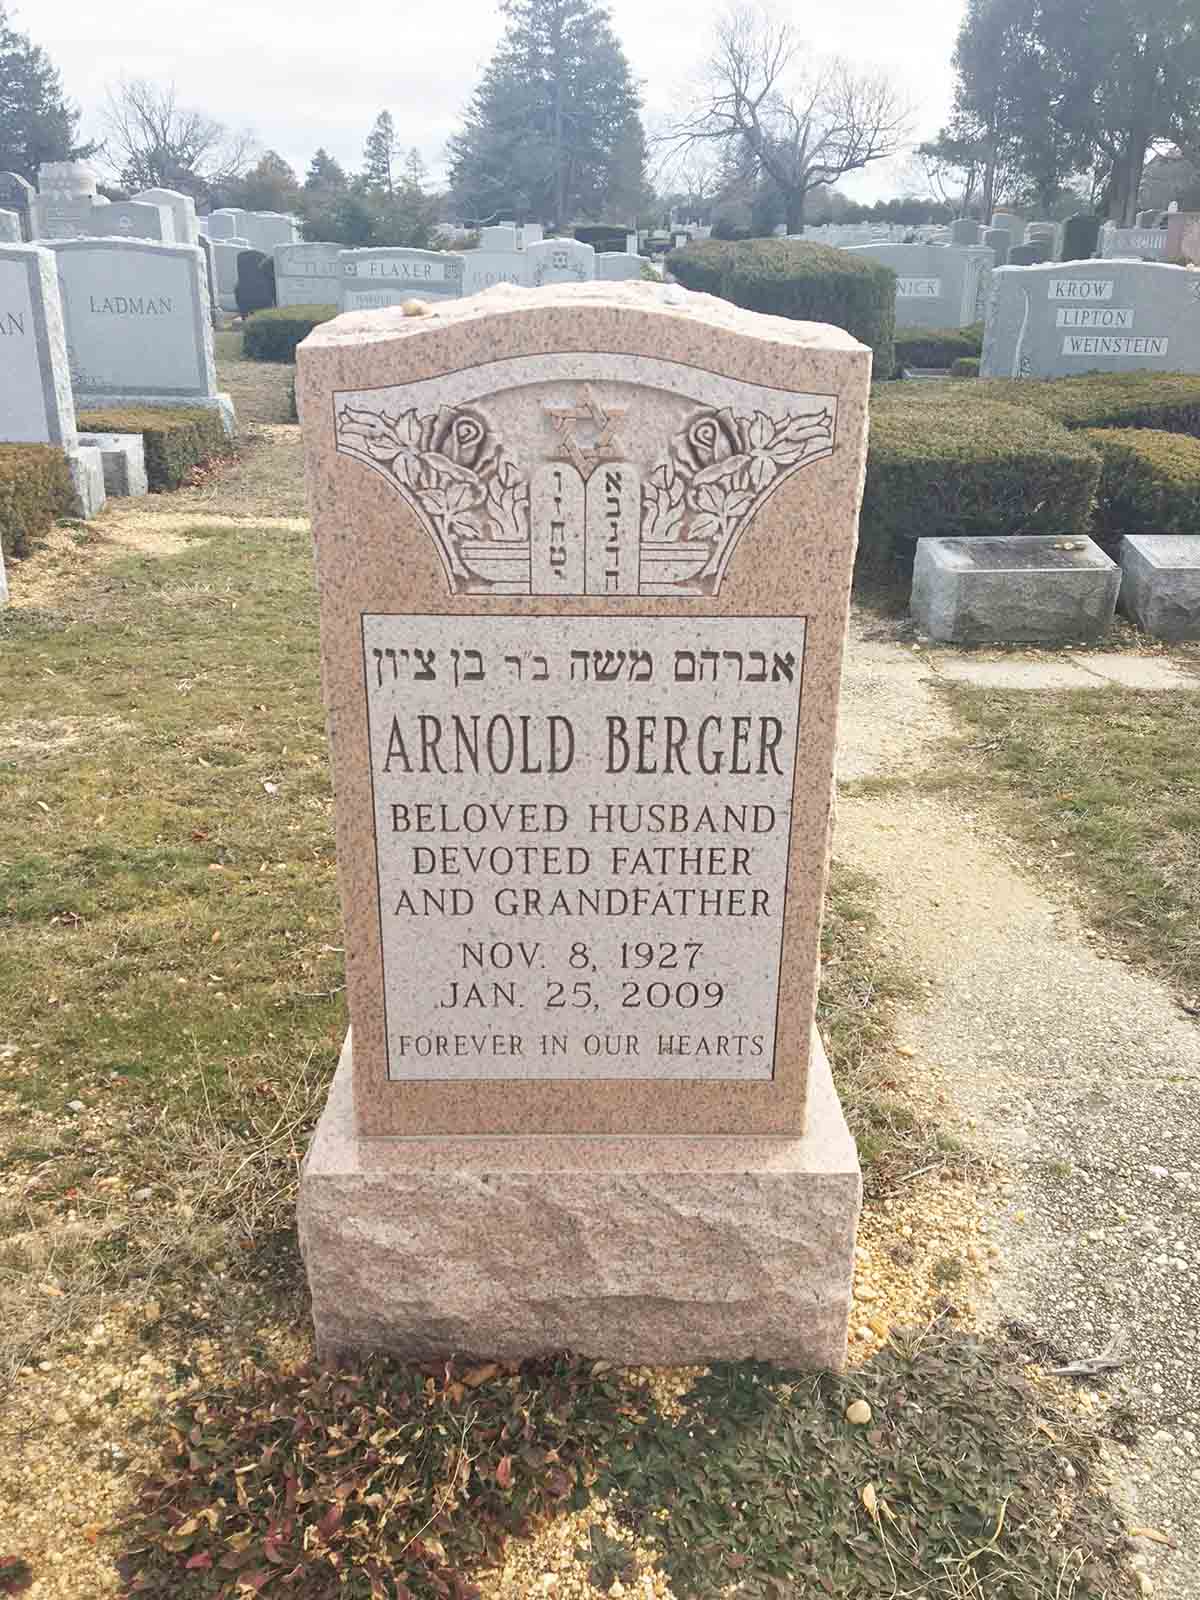 LADMAN
FLAXER
KROW
LIPTON
WEINSTEIN
NICK
א ו
ב ז
ג ח
ד ט
ה י
אברהם משה ב״ר בן ציון
ARNOLD BERGER
BELOVED HUSBAND
DEVOTED FATHER
AND GRANDFATHER
NOV. 8, 1927
JAN. 25, 2009
FOREVER IN OUR HEARTS